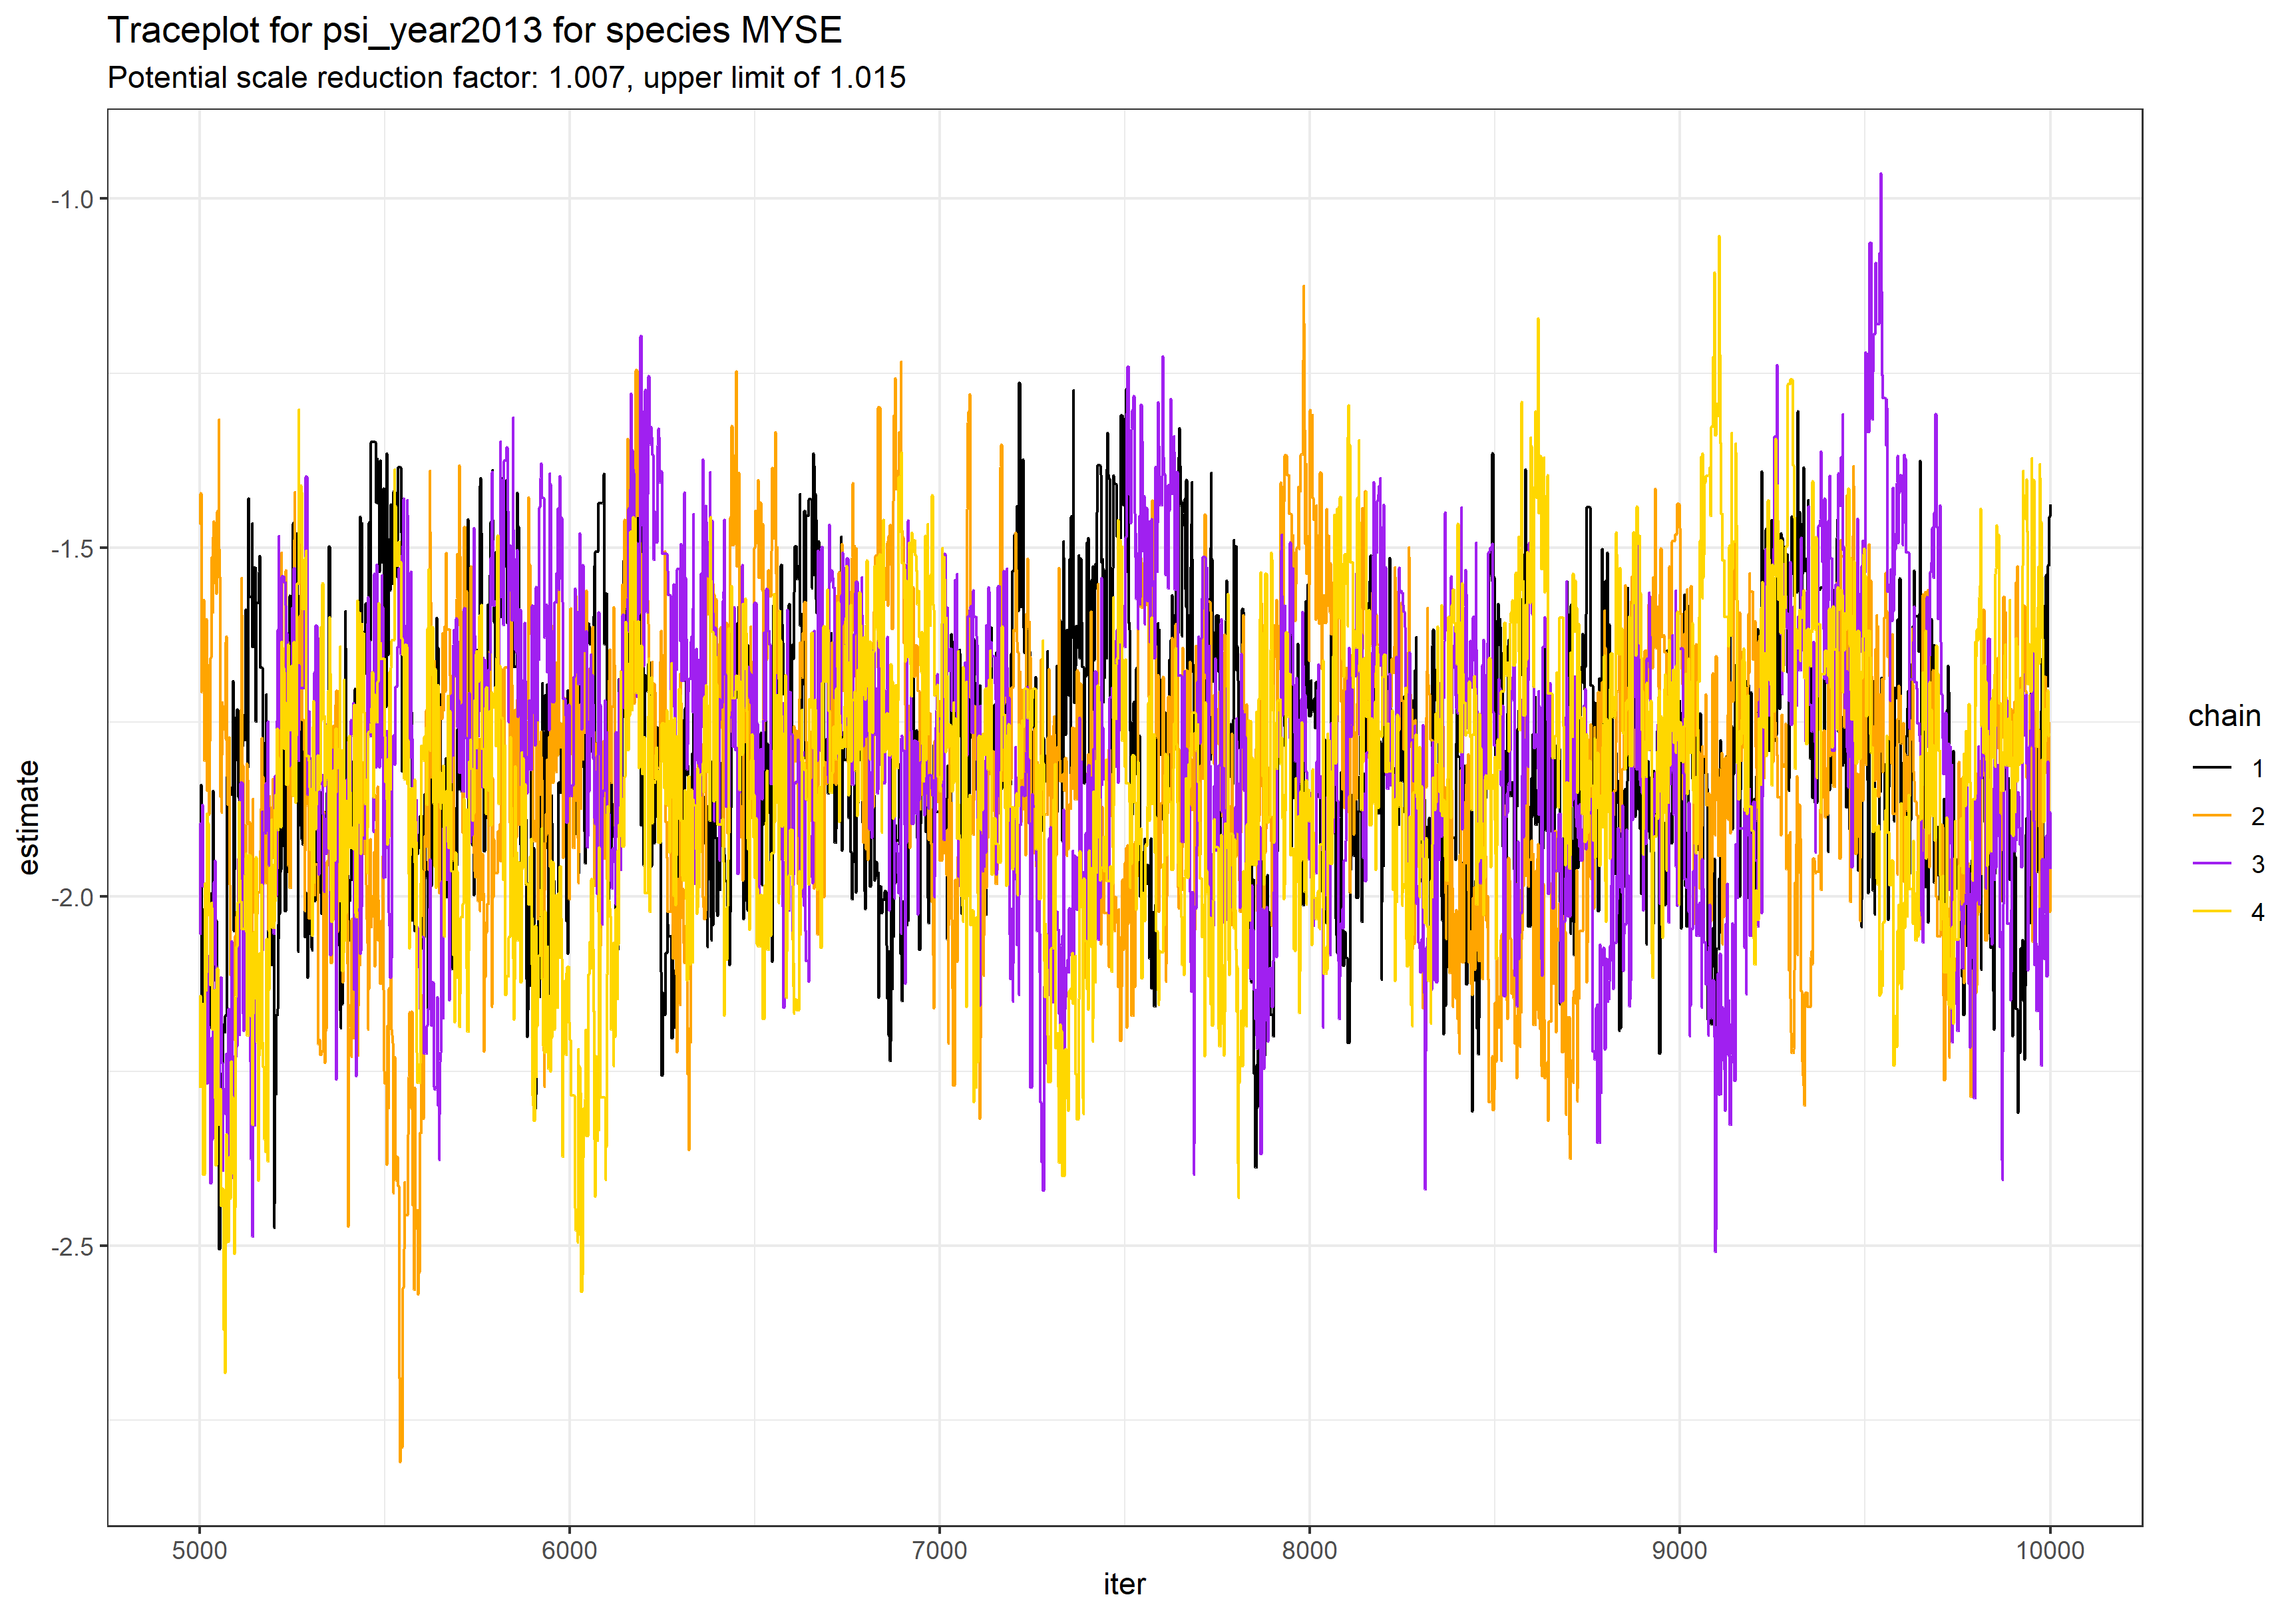 Traceplot for psi_year2013 for species MYSE
Potential scale reduction factor: 1.007, upper limit of 1.015
-1.0
-1.5
-2.0
-2.5
estimate
5000 6000 7000 8000 9000 10000
iter
chain
1
2
3
4